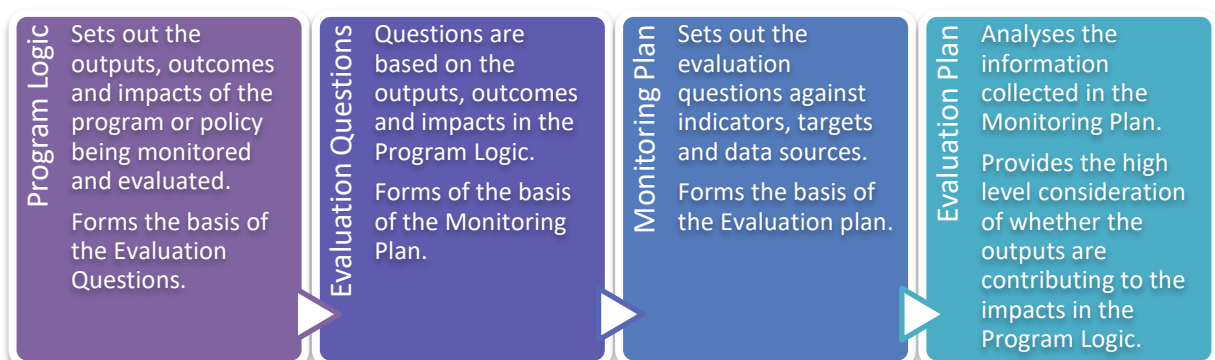 Program Logic
Sets out the
outputs, outcomes
and impacts of the
program or policy
being monitored
and evaluated.
Forms the basis of
the Evaluation
Questions.
Evaluation Questions
Questions are
based on the
outputs, outcomes
and impacts in the
Program Logic.
Forms of the basis
of the Monitoring
Plan.
Monitoring Plan
Sets out the
evaluation
questions against
indicators, targets
and data sources.
Forms the basis of
the Evaluation plan.
Evaluation Plan
Analyses the
information
collected in the
Monitoring Plan.
Provides the high
level consideration
of whether the
outputs are
contributing to the
impacts in the
Program Logic.